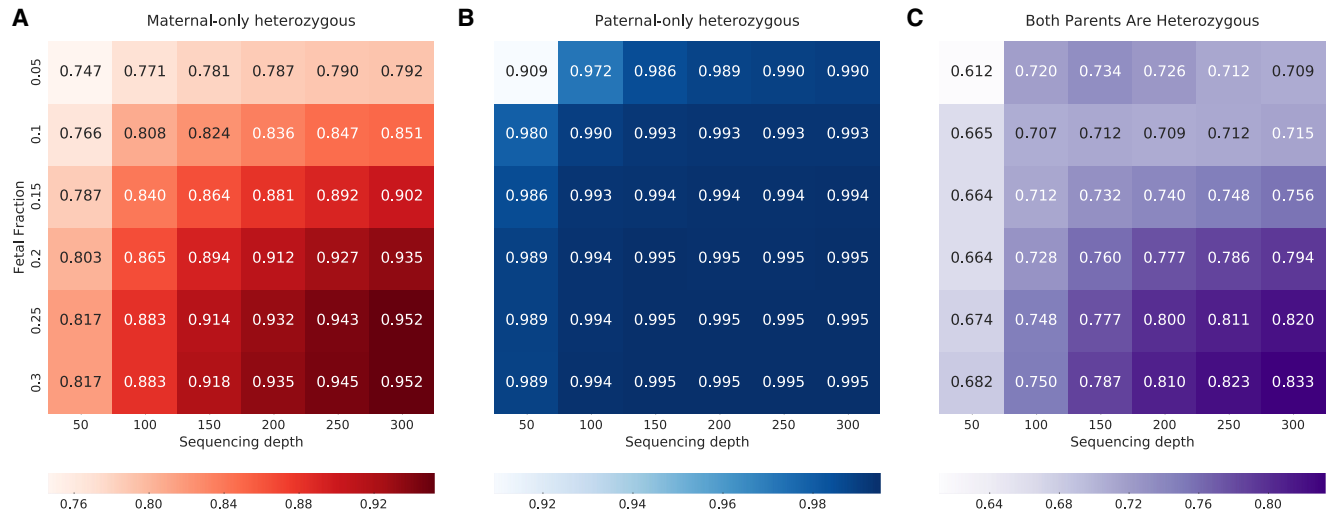 A
Maternal-only heterozygous
Fetal Fraction
0.05 0.747 0.771 0.781 0.787 0.790 0.792
0.1 0.766 0.808 0.824 0.836 0.847 0.851
0.15 0.787 0.840 0.864 0.881 0.892 0.902
0.2 0.803 0.865 0.894 0.912 0.927 0.935
0.25 0.817 0.883 0.914 0.932 0.943 0.952
0.3 0.817 0.883 0.918 0.935 0.945 0.952
50 100 150 200 250 300
Sequencing depth
0.76 0.80 0.84 0.88 0.92
B
Paternal-only heterozygous
0.909 0.972 0.986 0.989 0.990 0.990
0.980 0.990 0.993 0.993 0.993 0.993
0.986 0.993 0.994 0.994 0.994 0.994
0.989 0.994 0.995 0.995 0.995 0.995
0.989 0.994 0.995 0.995 0.995 0.995
0.989 0.994 0.995 0.995 0.995 0.995
50 100 150 200 250 300
Sequencing depth
0.92 0.94 0.96 0.98
C
Both Parents Are Heterozygous
0.612 0.720 0.734 0.726 0.712 0.709
0.665 0.707 0.712 0.709 0.712 0.715
0.664 0.712 0.732 0.740 0.748 0.756
0.664 0.728 0.760 0.777 0.786 0.794
0.674 0.748 0.777 0.800 0.811 0.820
0.682 0.750 0.787 0.810 0.823 0.833
50 100 150 200 250 300
Sequencing depth
0.64 0.68 0.72 0.76 0.80